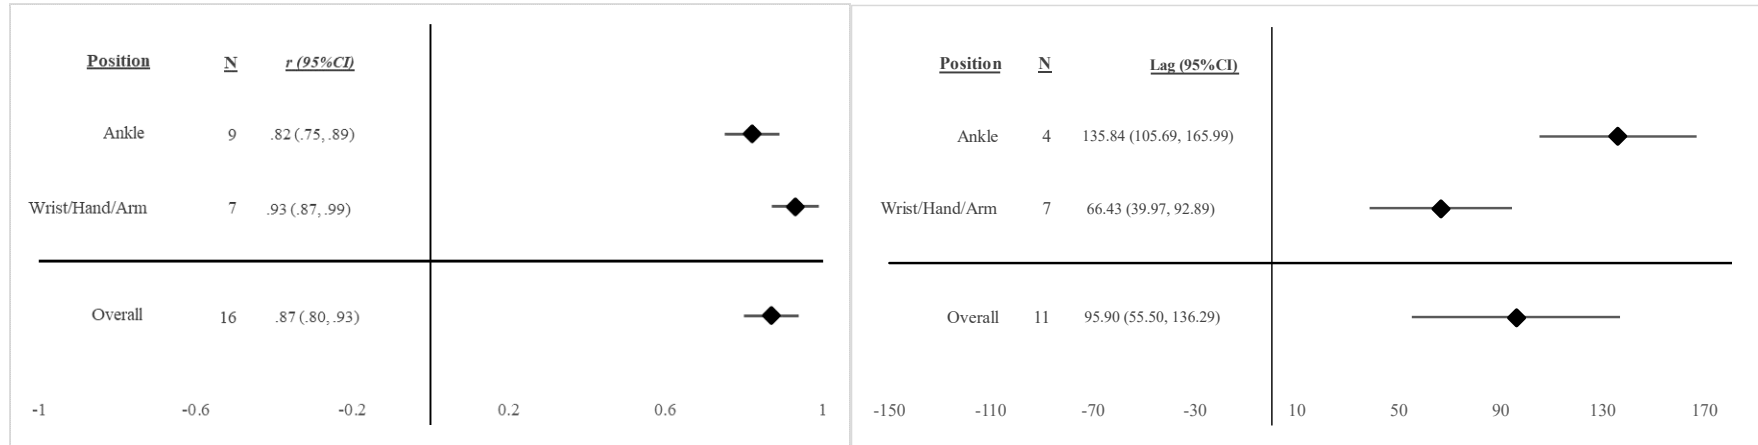 Position N r (95%CI)
Ankle 9 .82 (.75, .89)
Wrist/Hand/Arm 7 .93 (.87, .99)
Overall 16 .87 (.80, .93)
-1 -0.6 -0.2 0.2 0.6 1
Position N Lag (95%CI)
Ankle 4 135.84 (105.69, 165.99)
Wrist/Hand/Arm 7 66.43 (39.97, 92.89)
Overall 11 95.90 (55.50, 136.29)
-150 -110 -70 -30 10 50 90 130 170